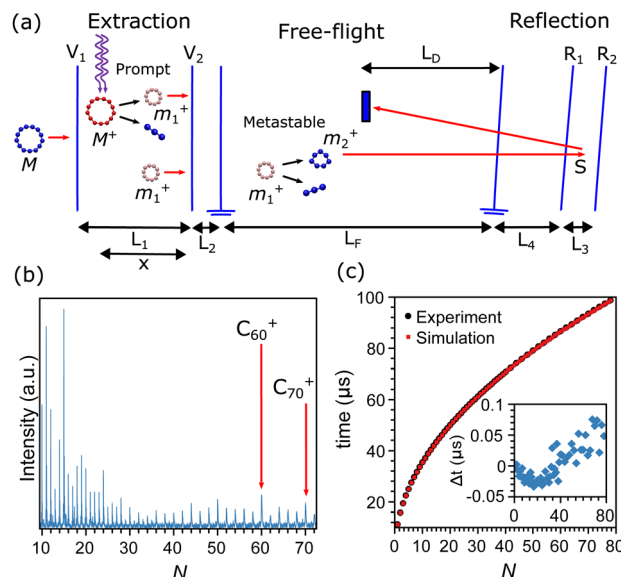 (a)
Extraction
Free-flight
Reflection
V1
V2
R1
R2
Prompt
LD
M
M+
m1+
m1+
Metastable
m2+
m1+
S
L1
L2
LF
L4
L3
x
(b)
Intensity (a.u.)
C60+
C70+
10 20 30 40 50 60 70
N
(c)
time (μs)
100
80
60
40
20
Experiment
Simulation
Δt (μs)
0.1
0.05
0
-0.05
0 40 80
0 10 20 30 40 50 60 70 80
N